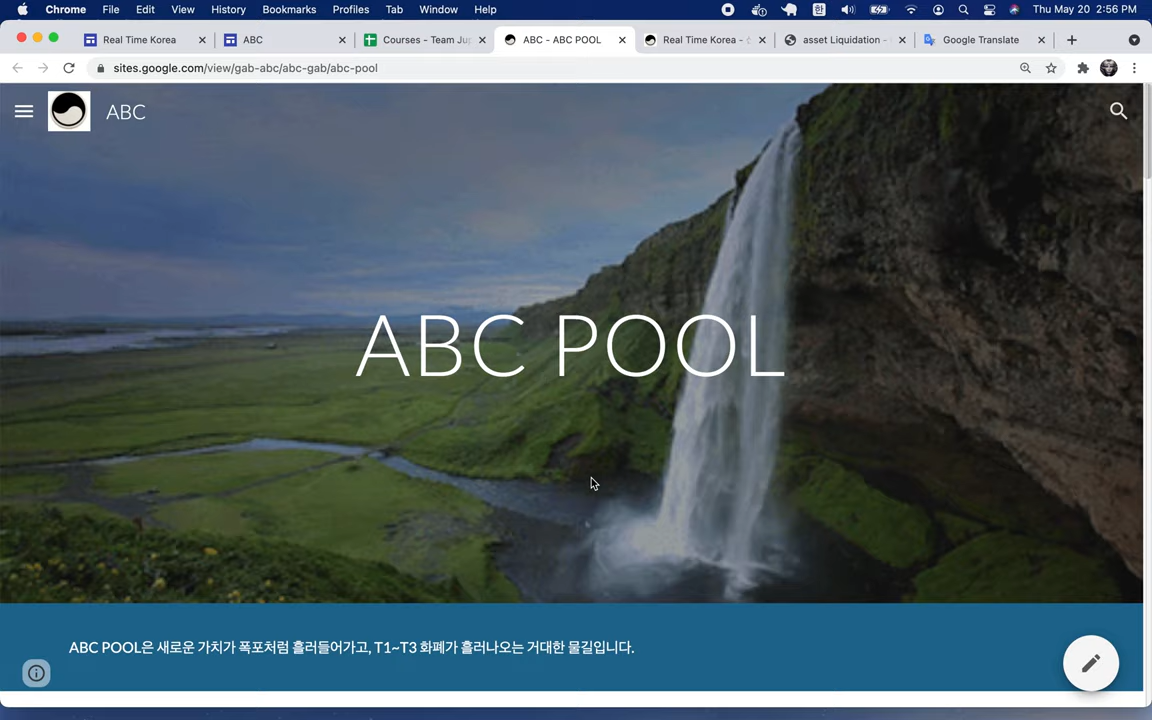 Chrome File Edit View History Bookmarks Profiles Tab Window Help Thu May 20 2:56 PM
Real Time Korea ABC Courses - Team Ju ABC - ABC POOL Real Time Korea - asset Liquidation - Google Translate
sites.google.com/view/gab-abc/abc-gab/abc-pool
ABC
ABC POOL
ABC POOL은 새로운 가치가 폭포처럼 흘러들어가고, T1~T3 화폐가 흘러나오는 거대한 물길입니다.